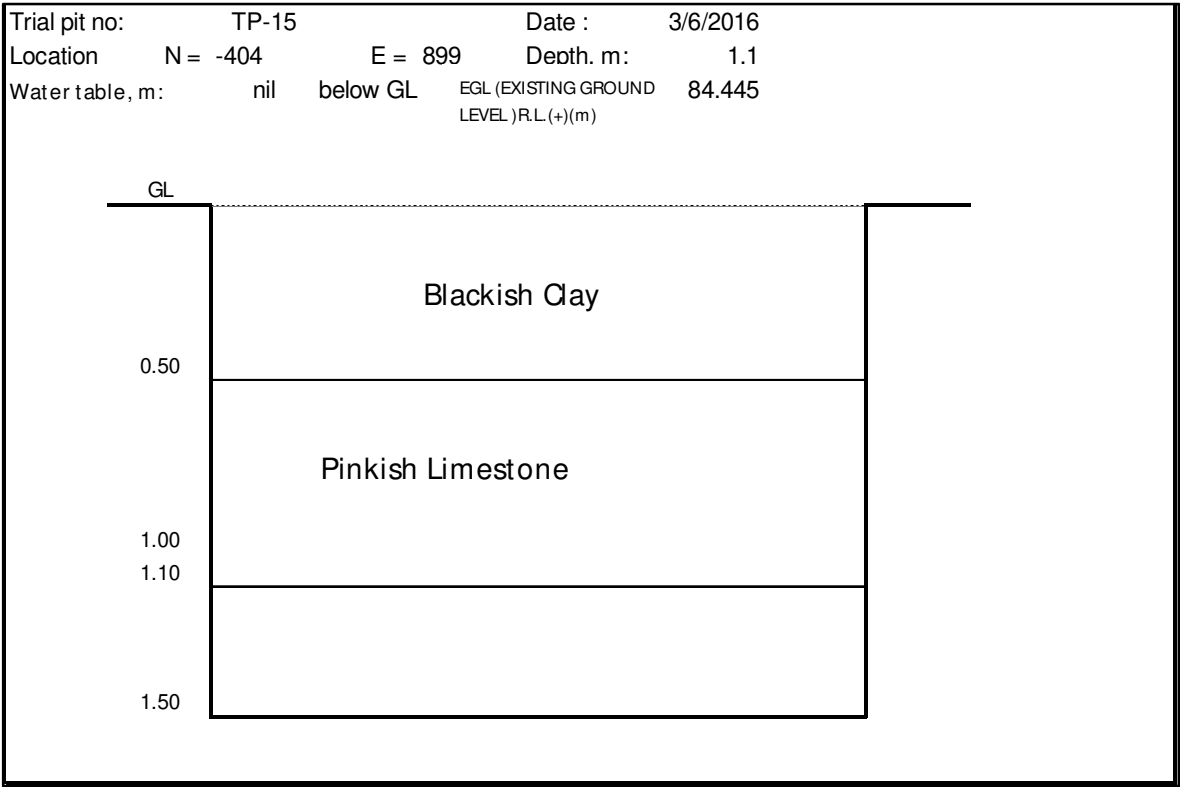 Trial pit no: TP-15 Date : 3/6/2016
Location N = -404 E = 899 Depth, m: 1.1
Water table, m: nil below GL EGL (EXISTING GROUND 84.445
LEVEL )R.L.(+)(m)
GL
Blackish Clay
0.50
Pinkish Limestone
1.00
1.10
1.50